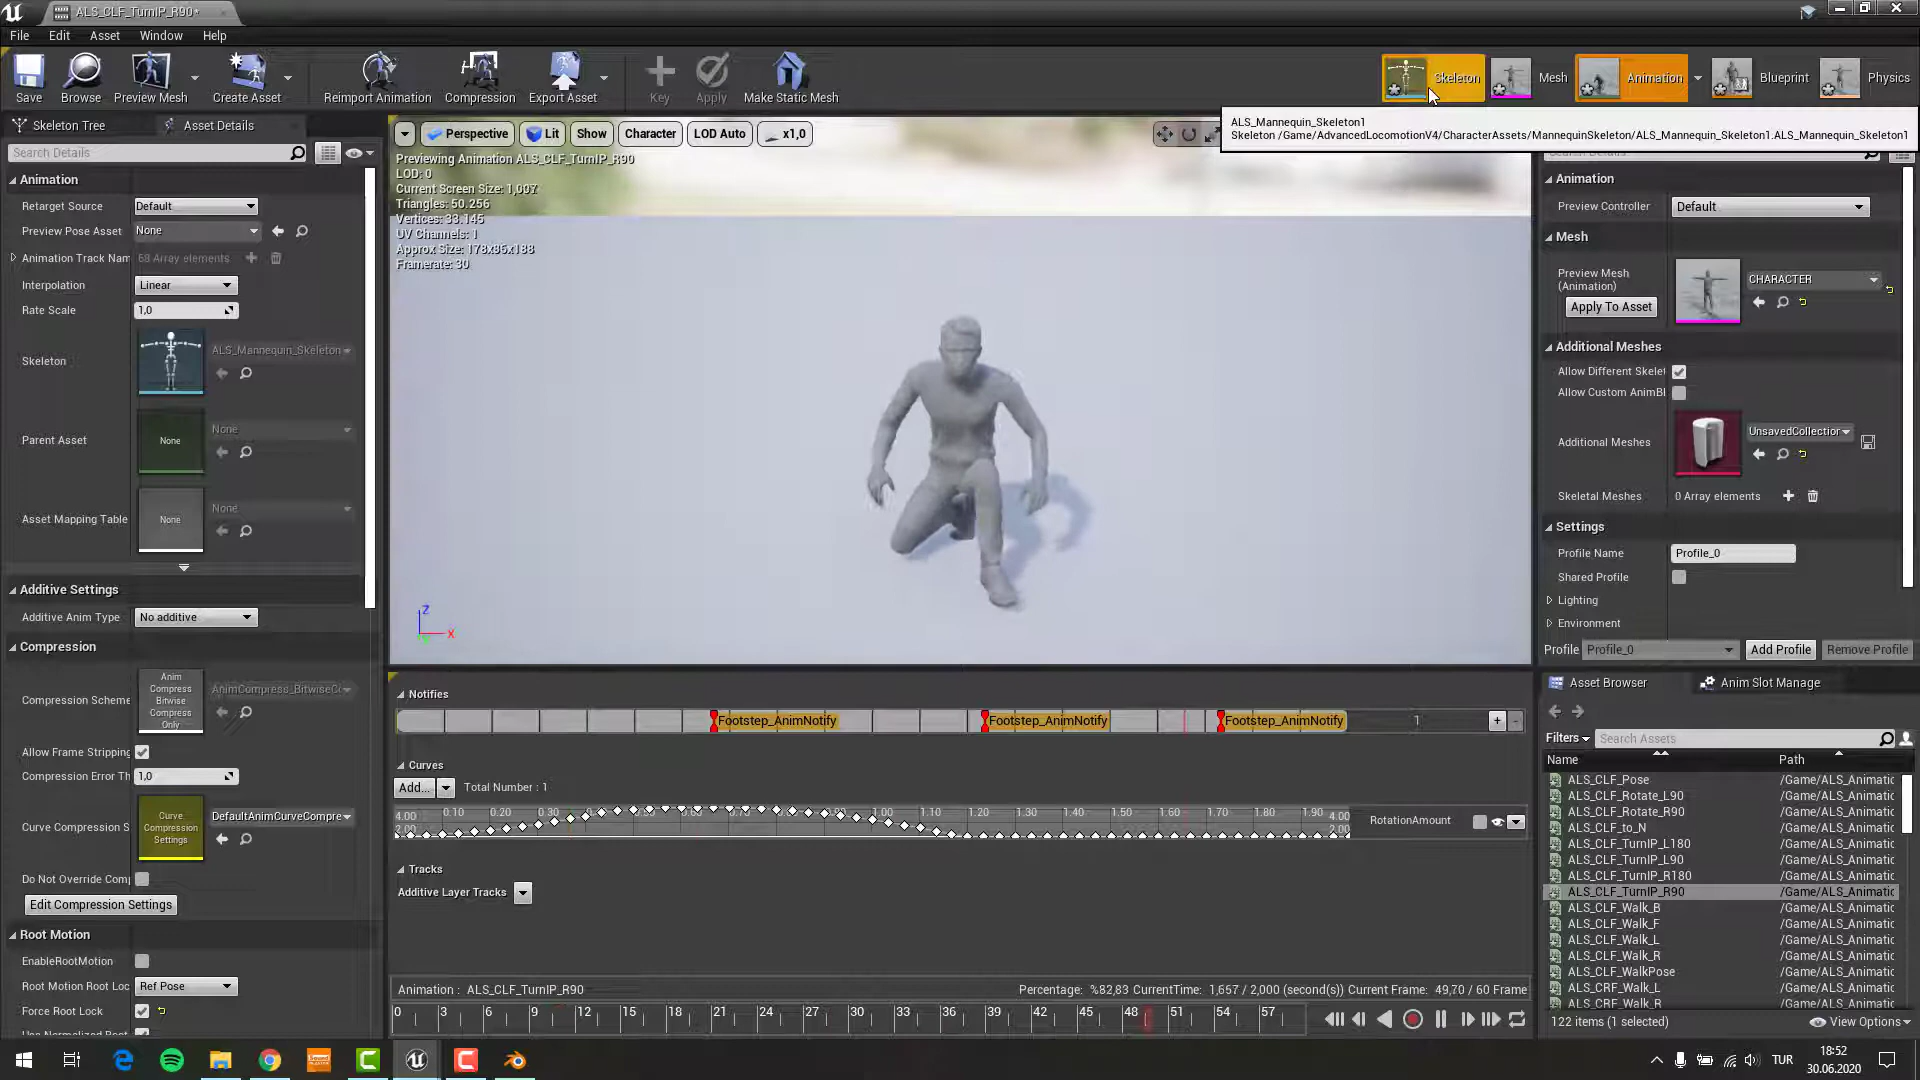 ALS_CLF_TurnIP_R90*
File Edit Asset Window Help
Save Browse Preview Mesh Create Asset Reimport Animation Compression Export Asset Key Apply Make Static Mesh
Skeleton Mesh Animation Blueprint Physics
ALS_Mannequin_Skeleton1
Skeleton /Game/AdvancedLocomotionV4/CharacterAssets/MannequinSkeleton/ALS_Mannequin_Skeleton1.ALS_Mannequin_Skeleton1
Skeleton Tree Asset Details
Search Details
Animation
Retarget Source Default
Preview Pose Asset None
Animation Track Nam 68 Array elements
Interpolation Linear
Rate Scale 1,0
Skeleton ALS_Mannequin_Skeleton
Parent Asset None None
Asset Mapping Table None None
Additive Settings
Additive Anim Type No additive
Compression
Compression Scheme Anim Compress Bitwise Compress Only AnimCompress_BitwiseC
Allow Frame Stripping
Compression Error Th 1,0
Curve Compression S Curve Compression Settings DefaultAnimCurveCompre
Do Not Override Comp
Edit Compression Settings
Root Motion
EnableRootMotion
Root Motion Root Loc Ref Pose
Force Root Lock
Use Normalized Root
Perspective Lit Show Character LOD Auto x1,0
Previewing Animation ALS_CLF_TurnIP_R90
LOD: 0
Current Screen Size: 1,007
Triangles: 50.256
Vertices: 33.145
UV Channels: 1
Approx Size: 178x86x188
Framerate: 30
Z
X
Notifies
Footstep_AnimNotify Footstep_AnimNotify Footstep_AnimNotify 1
Curves
Add... Total Number : 1
4.00 0.10 0.20 0.30 1.00 1.10 1.20 1.30 1.40 1.50 1.60 1.70 1.80 1.90 4.00
2.00 2.00
RotationAmount
Tracks
Additive Layer Tracks
Animation : ALS_CLF_TurnIP_R90 Percentage: %82,83 CurrentTime: 1,657 / 2,000 (second(s)) Current Frame: 49,70 / 60 Frame
0 3 6 9 12 15 18 21 24 27 30 33 36 39 42 45 48 51 54 57
Animation
Preview Controller Default
Mesh
Preview Mesh (Animation) CHARACTER
Apply To Asset
Additional Meshes
Allow Different Skelet
Allow Custom AnimBl
Additional Meshes UnsavedCollection
Skeletal Meshes 0 Array elements
Settings
Profile Name Profile_0
Shared Profile
Lighting
Environment
Profile Profile_0 Add Profile Remove Profile
Asset Browser Anim Slot Manage
Filters Search Assets
Name Path
ALS_CLF_Pose /Game/ALS_Animatic
ALS_CLF_Rotate_L90 /Game/ALS_Animatic
ALS_CLF_Rotate_R90 /Game/ALS_Animatic
ALS_CLF_to_N /Game/ALS_Animatic
ALS_CLF_TurnIP_L180 /Game/ALS_Animatic
ALS_CLF_TurnIP_L90 /Game/ALS_Animatic
ALS_CLF_TurnIP_R180 /Game/ALS_Animatic
ALS_CLF_TurnIP_R90 /Game/ALS_Animatic
ALS_CLF_Walk_B /Game/ALS_Animatic
ALS_CLF_Walk_F /Game/ALS_Animatic
ALS_CLF_Walk_L /Game/ALS_Animatic
ALS_CLF_Walk_R /Game/ALS_Animatic
ALS_CLF_WalkPose /Game/ALS_Animatic
ALS_CRF_Walk_L /Game/ALS_Animatic
ALS_CRF_Walk_R /Game/ALS_Animatic
122 items (1 selected) View Options
TUR 18:52
30.06.2020